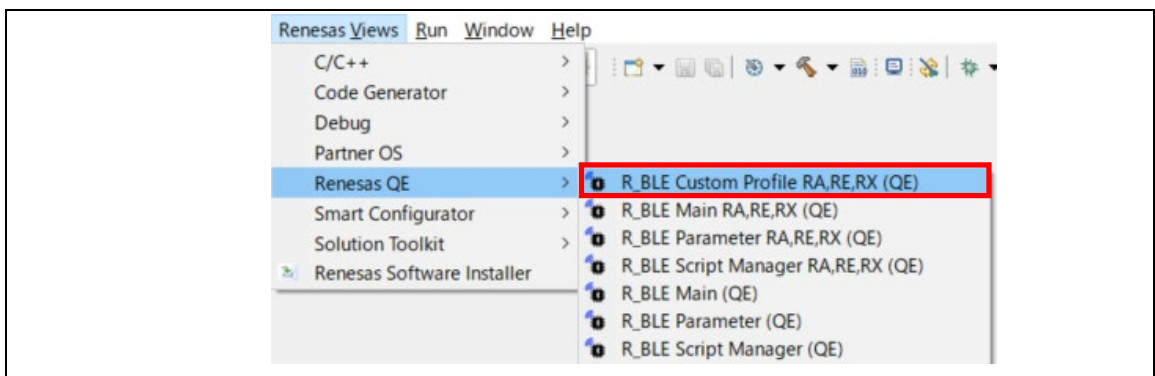 Renesas Views Run Window Help
C/C++
Code Generator
Debug
Partner OS
Renesas QE
Smart Configurator
Solution Toolkit
Renesas Software Installer
R_BLE Custom Profile RA,RE,RX (QE)
R_BLE Main RA,RE,RX (QE)
R_BLE Parameter RA,RE,RX (QE)
R_BLE Script Manager RA,RE,RX (QE)
R_BLE Main (QE)
R_BLE Parameter (QE)
R_BLE Script Manager (QE)